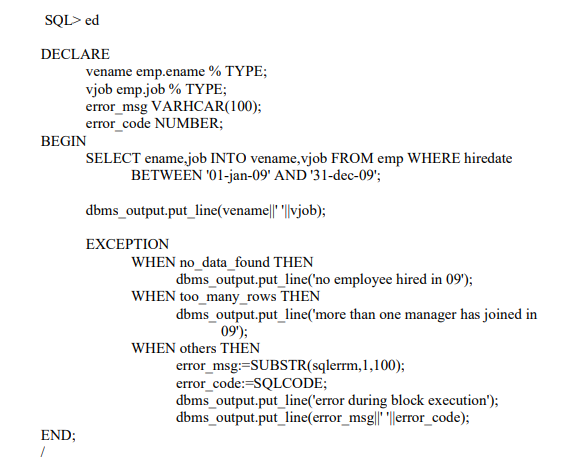 SQL> ed
DECLARE
vename emp.ename % TYPE;
vjob emp.job % TYPE;
error_msg VARHCAR(100);
error_code NUMBER;
BEGIN
SELECT ename,job INTO vename,vjob FROM emp WHERE hiredate
BETWEEN '01-jan-09' AND '31-dec-09';
dbms_output.put_line(vename||' '||vjob);
EXCEPTION
WHEN no_data_found THEN
dbms_output.put_line('no employee hired in 09');
WHEN too_many_rows THEN
dbms_output.put_line('more than one manager has joined in
09');
WHEN others THEN
error_msg:=SUBSTR(sqlerrm,1,100);
error_code:=SQLCODE;
dbms_output.put_line('error during block execution');
dbms_output.put_line(error_msg||' '||error_code);
END;
/